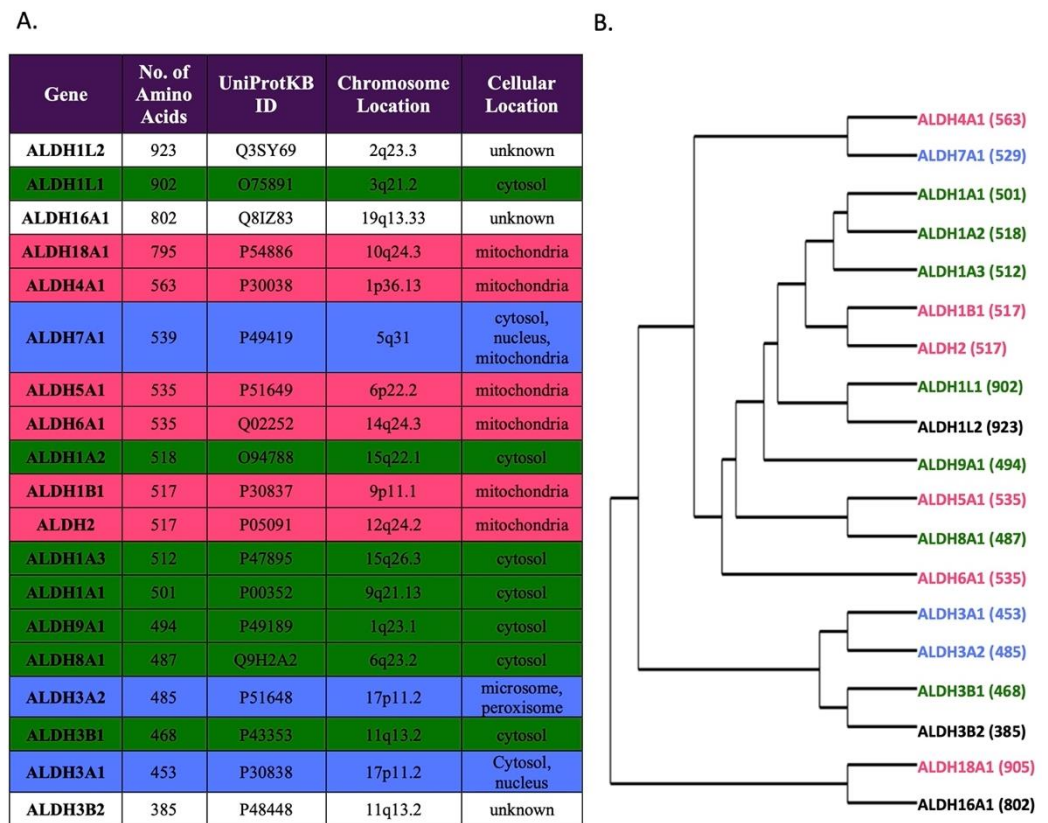 A.
Gene No. of Amino Acids UniProtKB ID Chromosome Location Cellular Location
ALDH1L2 923 Q3SY69 2q23.3 unknown
ALDH1L1 902 O75891 3q21.2 cytosol
ALDH16A1 802 Q8IZ83 19q13.33 unknown
ALDH18A1 795 P54886 10q24.3 mitochondria
ALDH4A1 563 P30038 1p36.13 mitochondria
ALDH7A1 539 P49419 5q31 cytosol, nucleus, mitochondria
ALDH5A1 535 P51649 6p22.2 mitochondria
ALDH6A1 535 Q02252 14q24.3 mitochondria
ALDH1A2 518 O94788 15q22.1 cytosol
ALDH1B1 517 P30837 9p11.1 mitochondria
ALDH2 517 P05091 12q24.2 mitochondria
ALDH1A3 512 P47895 15q26.3 cytosol
ALDH1A1 501 P00352 9q21.13 cytosol
ALDH9A1 494 P49189 1q23.1 cytosol
ALDH8A1 487 Q9H2A2 6q23.2 cytosol
ALDH3A2 485 P51648 17p11.2 microsome, peroxisome
ALDH3B1 468 P43353 11q13.2 cytosol
ALDH3A1 453 P30838 17p11.2 Cytosol, nucleus
ALDH3B2 385 P48448 11q13.2 unknown
B.
ALDH4A1 (563)
ALDH7A1 (529)
ALDH1A1 (501)
ALDH1A2 (518)
ALDH1A3 (512)
ALDH1B1 (517)
ALDH2 (517)
ALDH1L1 (902)
ALDH1L2 (923)
ALDH9A1 (494)
ALDH5A1 (535)
ALDH8A1 (487)
ALDH6A1 (535)
ALDH3A1 (453)
ALDH3A2 (485)
ALDH3B1 (468)
ALDH3B2 (385)
ALDH18A1 (905)
ALDH16A1 (802)